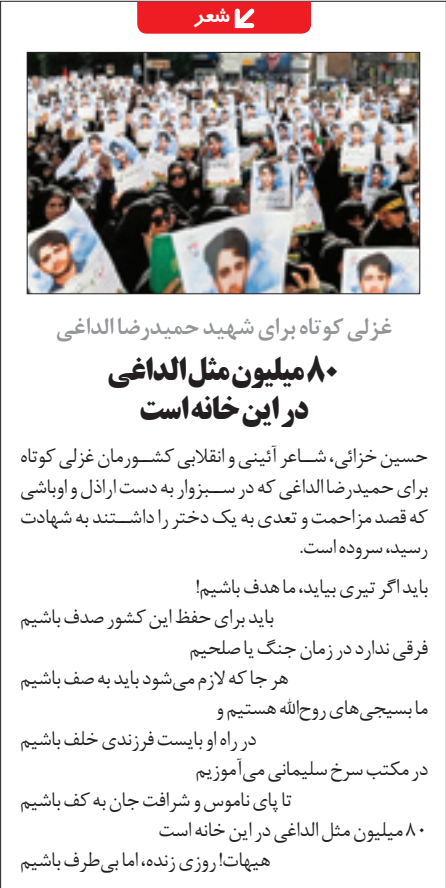 شعر
غزلی کوتاه برای شهید حمیدرضا الداغی
۸۰ میلیون مثل الداغی
در این خانه است
حسین خزائی، شاعر آئینی و انقلابی کشورمان غزلی کوتاه
برای حمیدرضا الداغی که در سبزوار به دست اراذل و اوباشی
که قصد مزاحمت و تعدی به یک دختر را داشتند به شهادت
رسید، سروده است.
باید اگر تیری بیاید، ما هدف باشیم!
باید برای حفظ این کشور صدف باشیم
فرقی ندارد در زمان جنگ یا صلحیم
هر جا که لازم می‌شود باید به صف باشیم
ما بسیجی‌های روح‌الله هستیم و
در راه او بایست فرزندی خلف باشیم
در مکتب سرخ سلیمانی می‌آموزیم
تا پای ناموس و شرافت جان به کف باشیم
۸۰ میلیون مثل الداغی در این خانه است
هیهات! روزی زنده، اما بی‌طرف باشیم